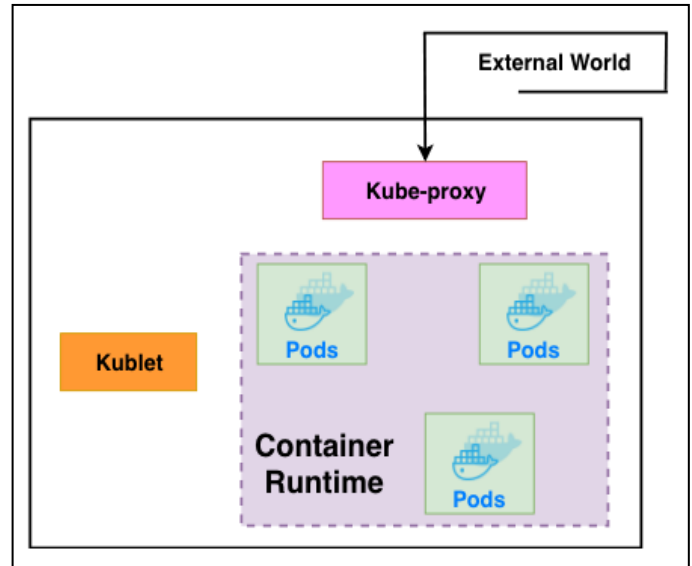 External World
Kube-proxy
Pods
Pods
Kublet
Container
Runtime
Pods